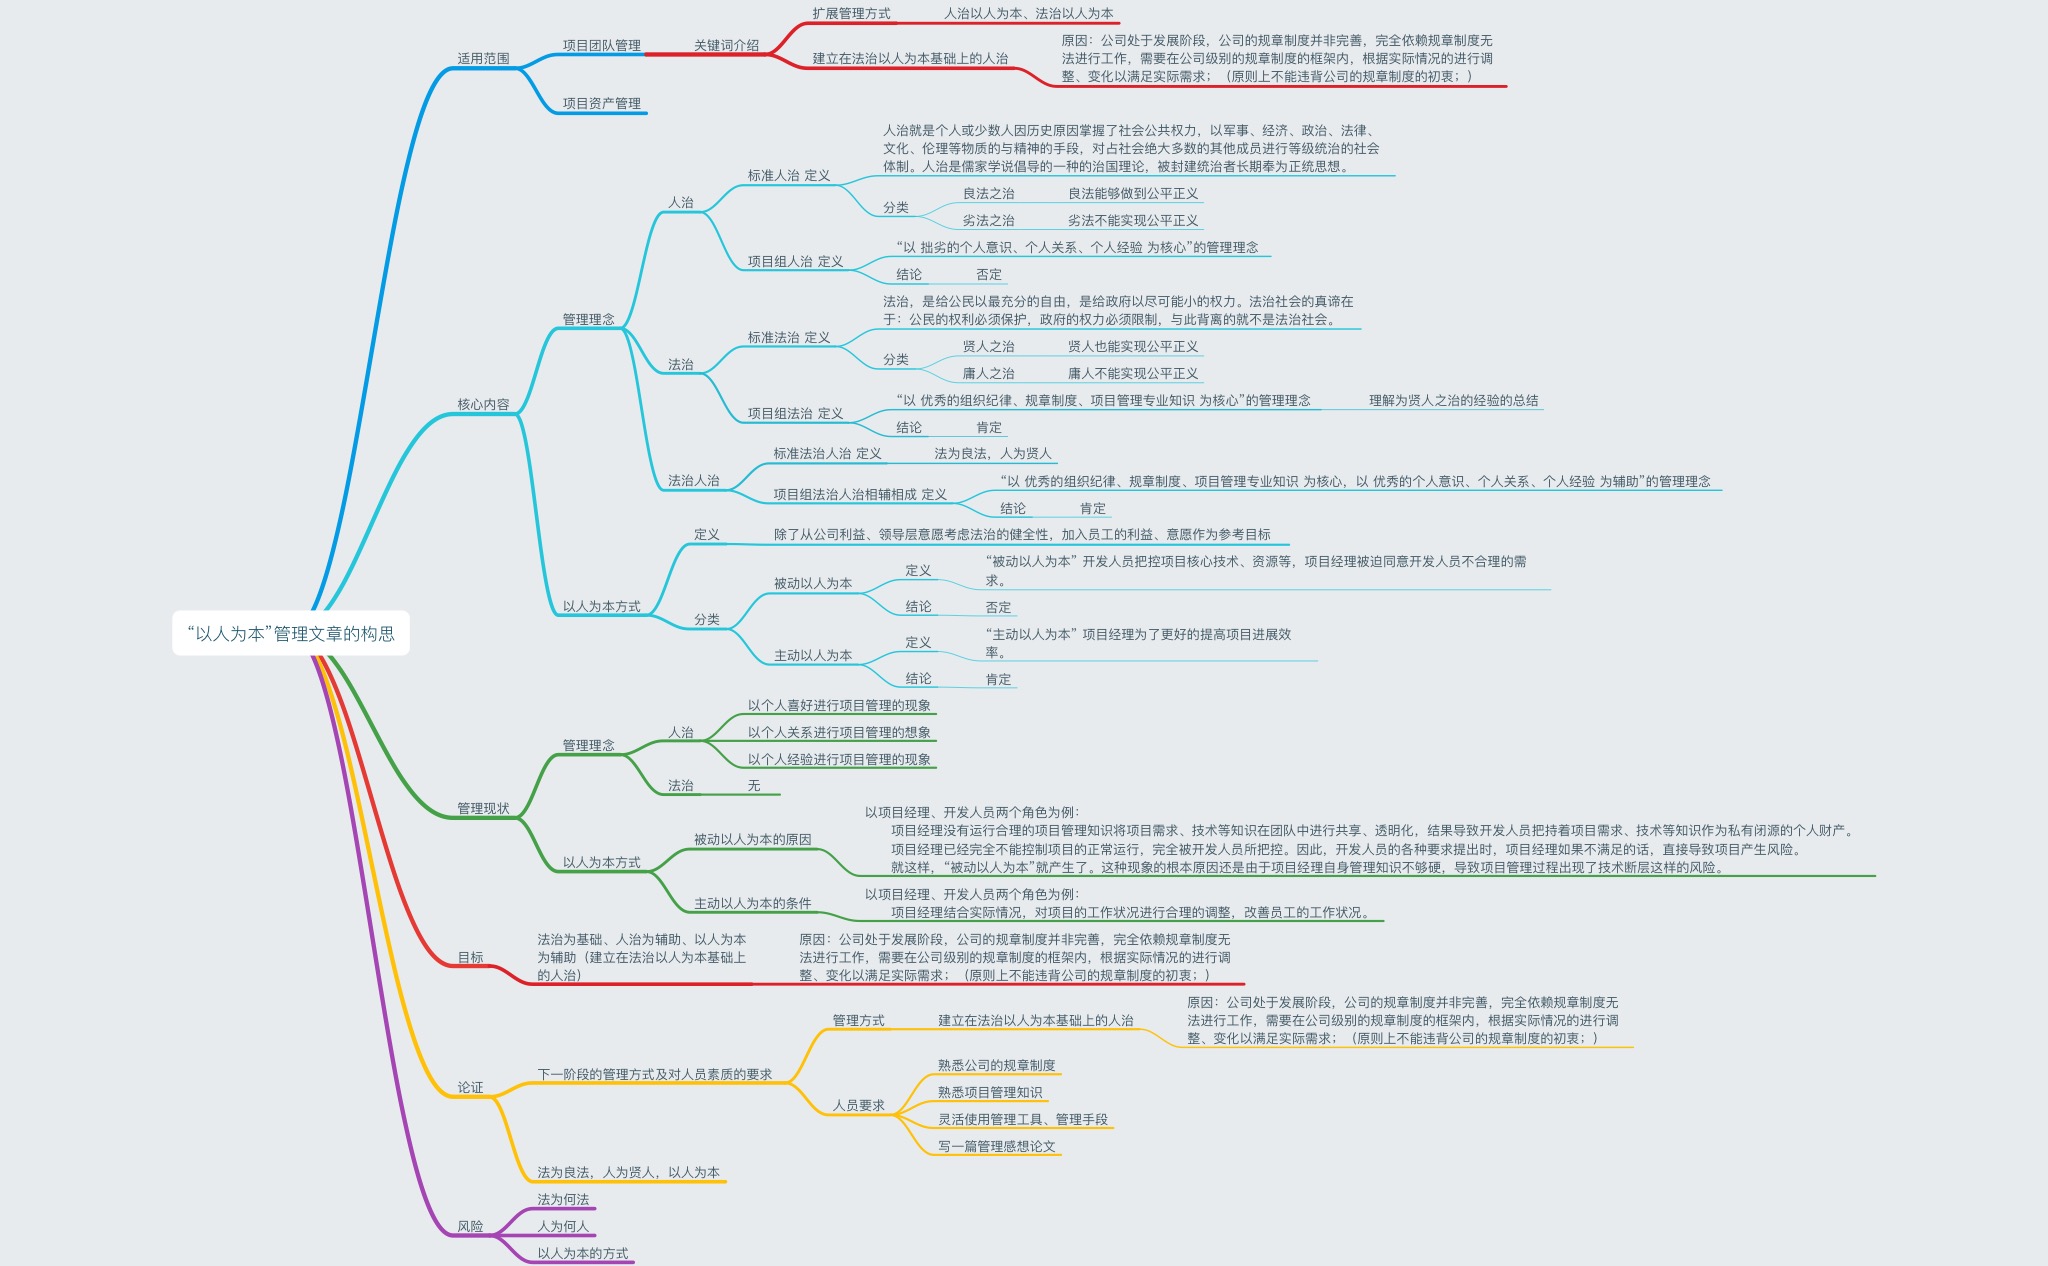 “以人为本”管理文章的构思
适用范围
项目团队管理
关键词介绍
扩展管理方式
人治以人为本、法治以人为本
建立在法治以人为本基础上的人治
原因：公司处于发展阶段，公司的规章制度并非完善，完全依赖规章制度无
法进行工作，需要在公司级别的规章制度的框架内，根据实际情况的进行调
整、变化以满足实际需求；（原则上不能违背公司的规章制度的初衷；）
项目资产管理
核心内容
管理理念
人治
标准人治 定义
人治就是个人或少数人因历史原因掌握了社会公共权力，以军事、经济、政治、法律、
文化、伦理等物质的与精神的手段，对占社会绝大多数的其他成员进行等级统治的社会
体制。人治是儒家学说倡导的一种的治国理论，被封建统治者长期奉为正统思想。
分类
良法之治
良法能够做到公平正义
劣法之治
劣法不能实现公平正义
项目组人治 定义
“以 拙劣的个人意识、个人关系、个人经验 为核心”的管理理念
结论
否定
法治
标准法治 定义
法治，是给公民以最充分的自由，是给政府以尽可能小的权力。法治社会的真谛在
于：公民的权利必须保护，政府的权力必须限制，与此背离的就不是法治社会。
分类
贤人之治
贤人也能实现公平正义
庸人之治
庸人不能实现公平正义
项目组法治 定义
“以 优秀的组织纪律、规章制度、项目管理专业知识 为核心”的管理理念
理解为贤人之治的经验的总结
结论
肯定
法治人治
标准法治人治 定义
法为良法，人为贤人
项目组法治人治相辅相成 定义
“以 优秀的组织纪律、规章制度、项目管理专业知识 为核心，以 优秀的个人意识、个人关系、个人经验 为辅助”的管理理念
结论
肯定
以人为本方式
定义
除了从公司利益、领导层意愿考虑法治的健全性，加入员工的利益、意愿作为参考目标
分类
被动以人为本
定义
“被动以人为本” 开发人员把控项目核心技术、资源等，项目经理被迫同意开发人员不合理的需
求。
结论
否定
主动以人为本
定义
“主动以人为本” 项目经理为了更好的提高项目进展效
率。
结论
肯定
管理现状
管理理念
人治
以个人喜好进行项目管理的现象
以个人关系进行项目管理的想象
以个人经验进行项目管理的现象
法治
无
以人为本方式
被动以人为本的原因
以项目经理、开发人员两个角色为例：
项目经理没有运行合理的项目管理知识将项目需求、技术等知识在团队中进行共享、透明化，结果导致开发人员把持着项目需求、技术等知识作为私有闭源的个人财产。
项目经理已经完全不能控制项目的正常运行，完全被开发人员所把控。因此，开发人员的各种要求提出时，项目经理如果不满足的话，直接导致项目产生风险。
就这样，“被动以人为本”就产生了。这种现象的根本原因还是由于项目经理自身管理知识不够硬，导致项目管理过程出现了技术断层这样的风险。
主动以人为本的条件
以项目经理、开发人员两个角色为例：
项目经理结合实际情况，对项目的工作状况进行合理的调整，改善员工的工作状况。
目标
法治为基础、人治为辅助、以人为本
为辅助（建立在法治以人为本基础上
的人治）
原因：公司处于发展阶段，公司的规章制度并非完善，完全依赖规章制度无
法进行工作，需要在公司级别的规章制度的框架内，根据实际情况的进行调
整、变化以满足实际需求；（原则上不能违背公司的规章制度的初衷；）
论证
下一阶段的管理方式及对人员素质的要求
管理方式
建立在法治以人为本基础上的人治
原因：公司处于发展阶段，公司的规章制度并非完善，完全依赖规章制度无
法进行工作，需要在公司级别的规章制度的框架内，根据实际情况的进行调
整、变化以满足实际需求；（原则上不能违背公司的规章制度的初衷；）
人员要求
熟悉公司的规章制度
熟悉项目管理知识
灵活使用管理工具、管理手段
写一篇管理感想论文
法为良法，人为贤人，以人为本
风险
法为何法
人为何人
以人为本的方式